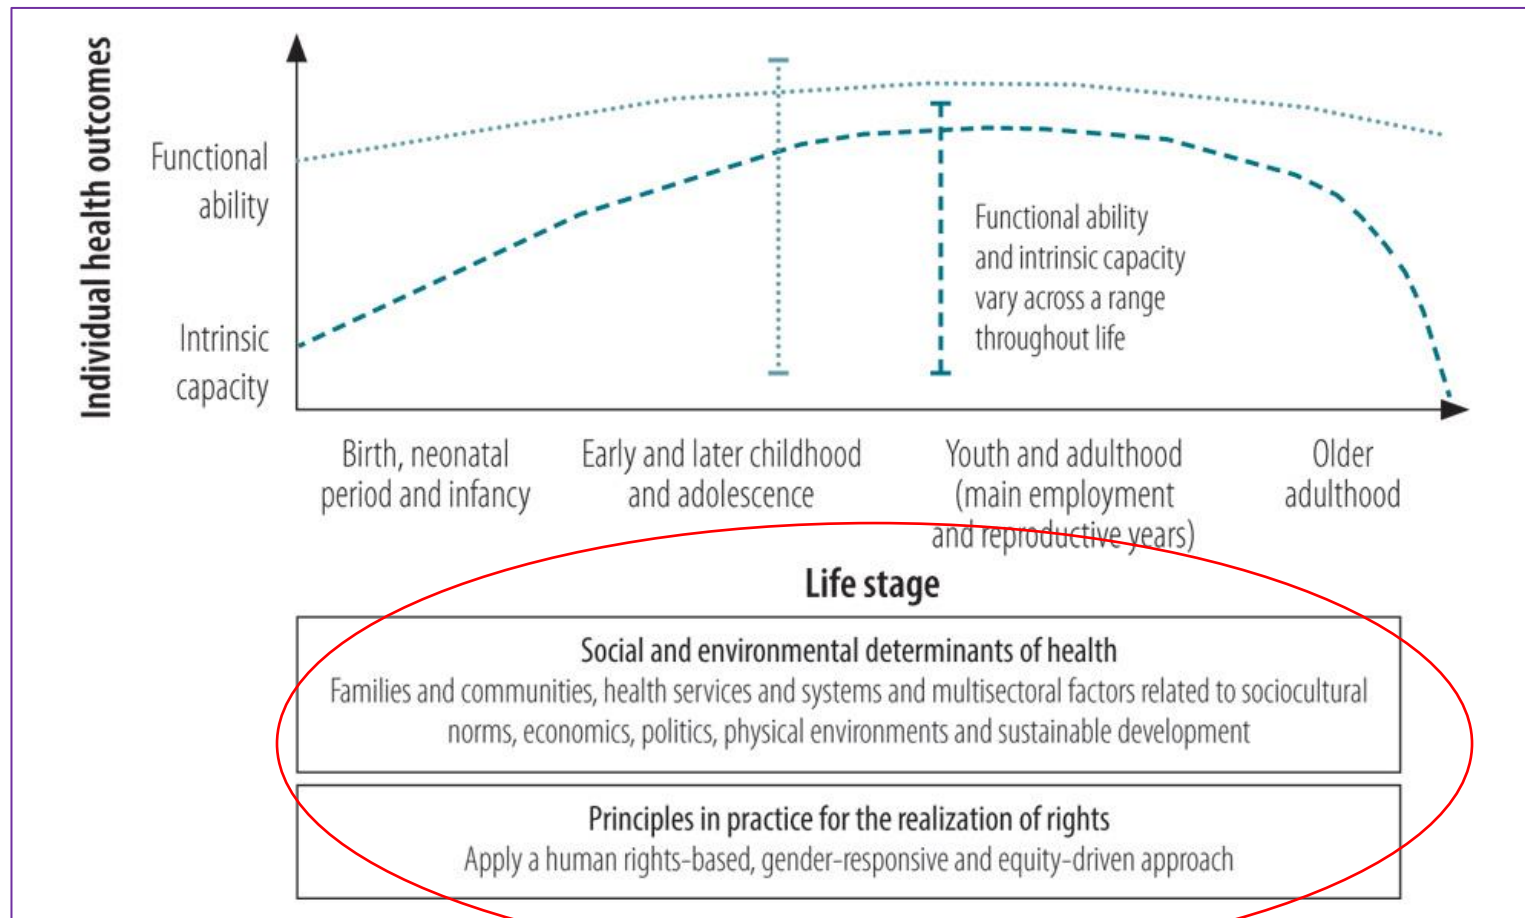 Individual health outcomes
Functional
ability
Intrinsic
capacity
Functional ability
and intrinsic capacity
vary across a range
throughout life
Birth, neonatal
period and infancy
Early and later childhood
and adolescence
Youth and adulthood
(main employment
and reproductive years)
Older
adulthood
Life stage
Social and environmental determinants of health
Families and communities, health services and systems and multisectoral factors related to sociocultural
norms, economics, politics, physical environments and sustainable development
Principles in practice for the realization of rights
Apply a human rights-based, gender-responsive and equity-driven approach